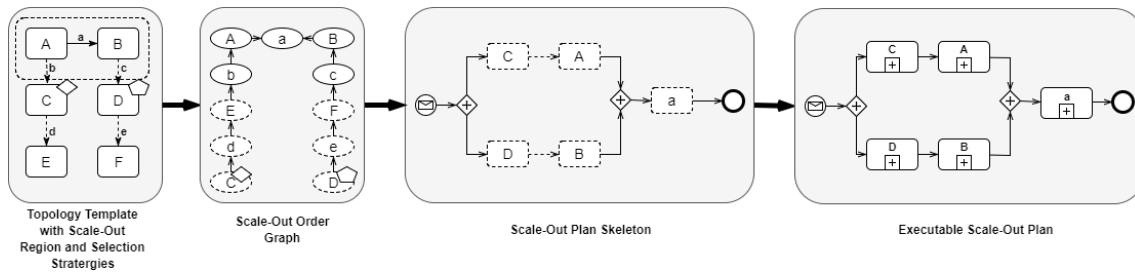 A a B
b c
C D
d e
E F
Topology Template
with Scale-Out
Region and Selection
Stratergies
A a B
b c
E F
d e
C D
Scale-Out Order
Graph
C A
a
D B
Scale-Out Plan Skeleton
C A
a
D B
Executable Scale-Out Plan